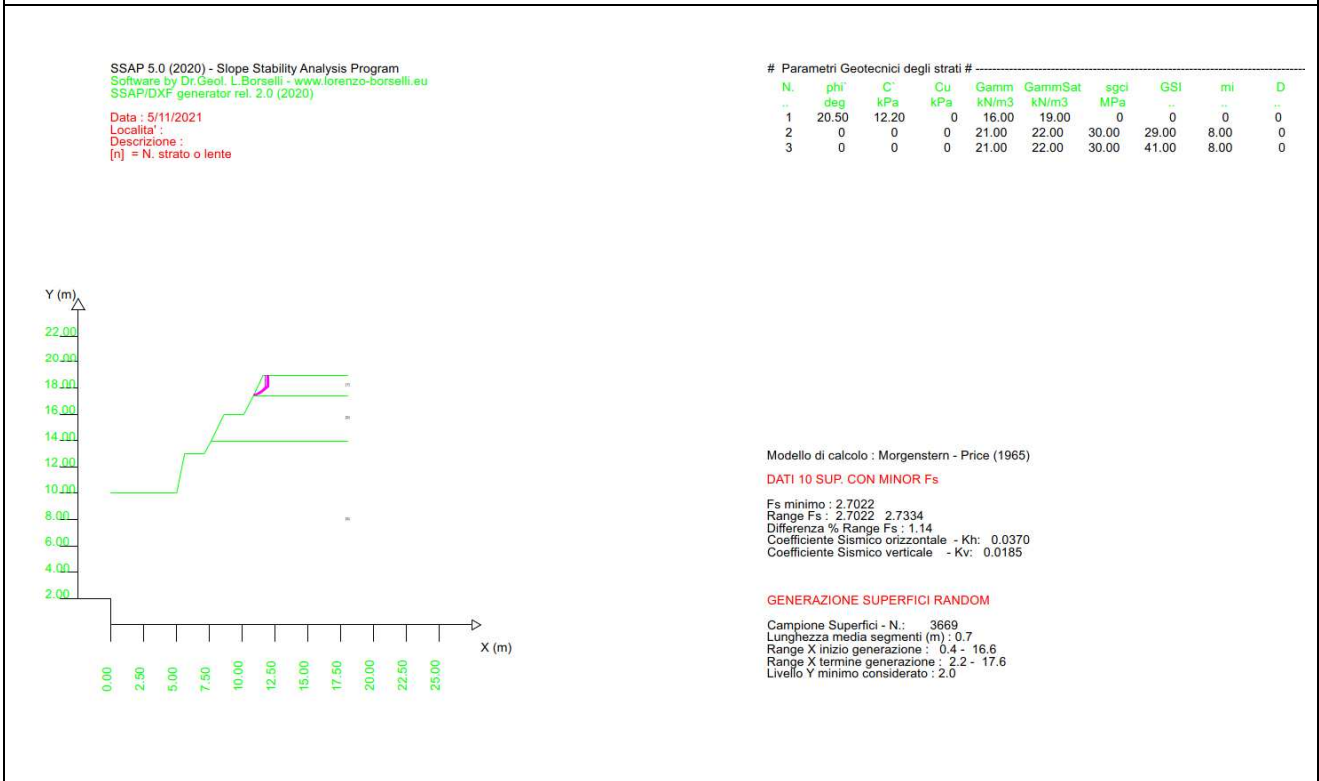 SSAP 5.0 (2020) - Slope Stability Analysis Program
Software by Dr.Geol. L.Borselli - www.lorenzo-borselli.eu
SSAP/DXF generator rel. 2.0 (2020)
Data : 5/11/2021
Localita' :
Descrizione :
[n] = N. strato o lente
# Parametri Geotecnici degli strati # -----------------------------------------------------------------------
N. phi` C` Cu Gamm GammSat sgci GSI mi D
.. deg kPa kPa kN/m3 kN/m3 MPa .. .. ..
1 20.50 12.20 0 16.00 19.00 0 0 0 0
2 0 0 0 21.00 22.00 30.00 29.00 8.00 0
3 0 0 0 21.00 22.00 30.00 41.00 8.00 0
Y (m)
22.00
20.00
18.00
16.00
14.00
12.00
10.00
8.00
6.00
4.00
2.00
X (m)
0.00 2.50 5.00 7.50 10.00 12.50 15.00 17.50 20.00 22.50 25.00
Modello di calcolo : Morgenstern - Price (1965)
DATI 10 SUP. CON MINOR Fs
Fs minimo : 2.7022
Range Fs : 2.7022 2.7334
Differenza % Range Fs : 1.14
Coefficiente Sismico orizzontale - Kh: 0.0370
Coefficiente Sismico verticale - Kv: 0.0185
GENERAZIONE SUPERFICI RANDOM
Campione Superfici - N.: 3669
Lunghezza media segmenti (m) : 0.7
Range X inizio generazione : 0.4 - 16.6
Range X termine generazione : 2.2 - 17.6
Livello Y minimo considerato : 2.0